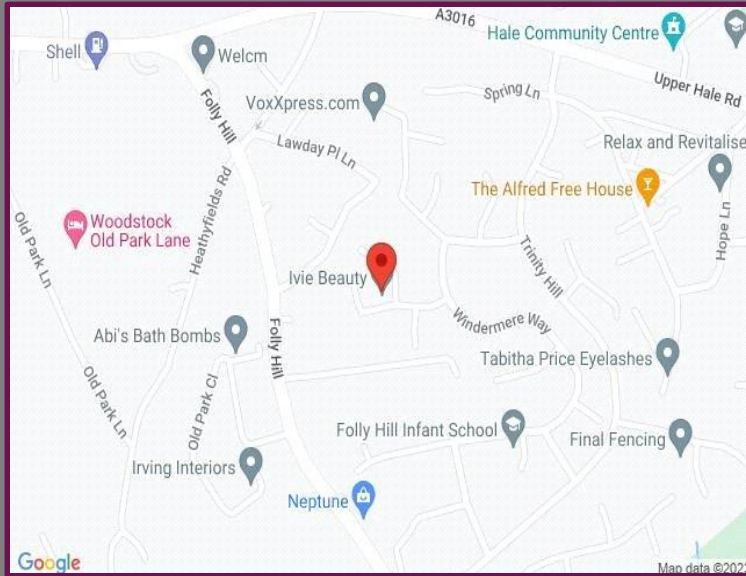 A3016
Hale Community Centre
Shell
Welcm
Folly Hill
Upper Hale Rd
VoxXpress.com
Spring Ln
Lawday Pl Ln
Relax and Revitalise
Heathyfields Rd
The Alfred Free House
Hope Ln
Woodstock
Old Park Lane
Old Park Ln
Trinity Hill
Ivie Beauty
Windermere Way
Folly Hill
Abi's Bath Bombs
Tabitha Price Eyelashes
Old Park Ln
Old Park Cl
Folly Hill Infant School
Final Fencing
Irving Interiors
Neptune
Google
Map data ©202